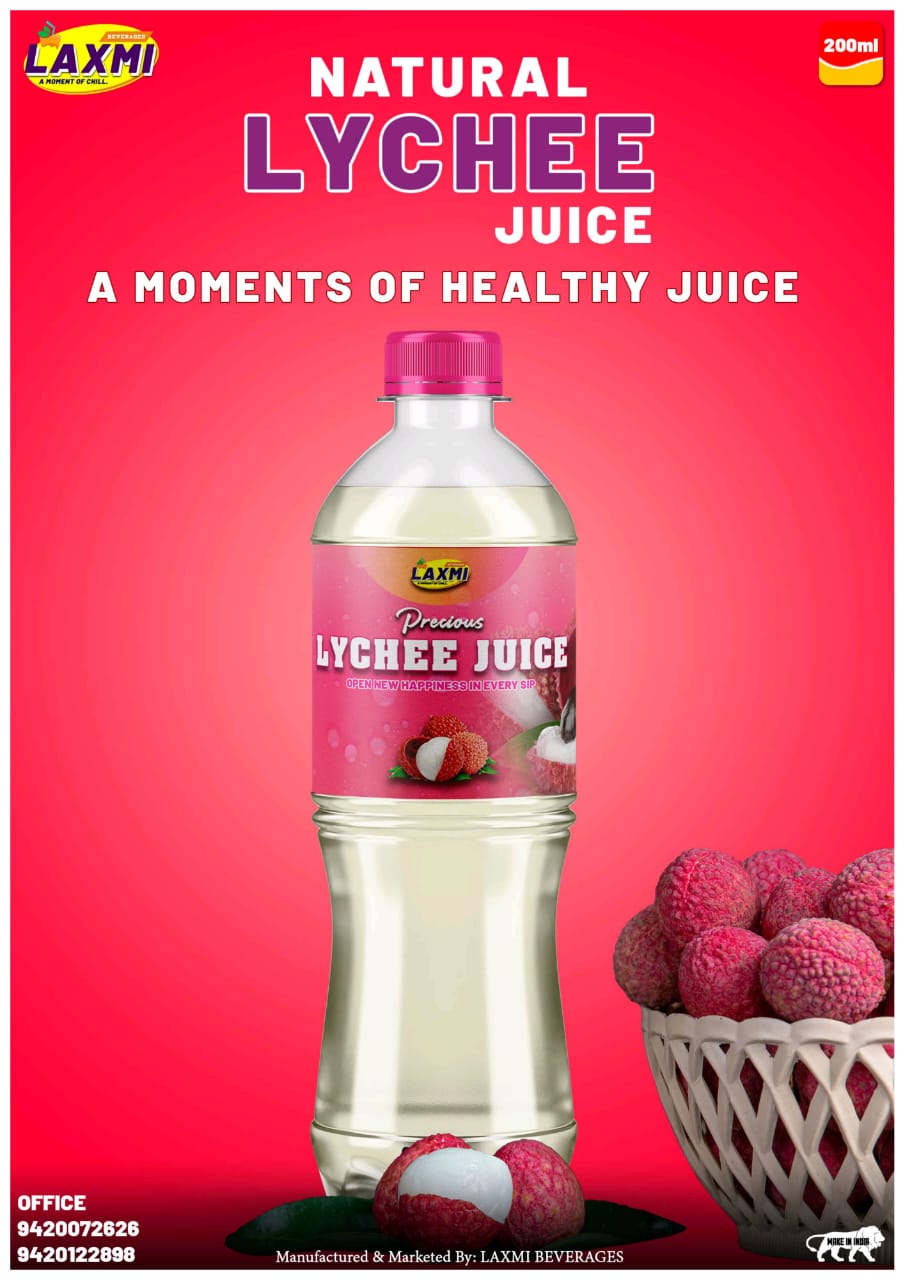 BEVERAGES
LAXMI
A MOMENT OF CHILL.
200ml
NATURAL
LYCHEE
JUICE
A MOMENTS OF HEALTHY JUICE
LAXMI
Precious
LYCHEE JUICE
OPEN NEW HAPPINESS IN EVERY SIP.
OFFICE
9420072626
9420122898
Manufactured & Marketed By: LAXMI BEVERAGES
MAKE IN INDIA